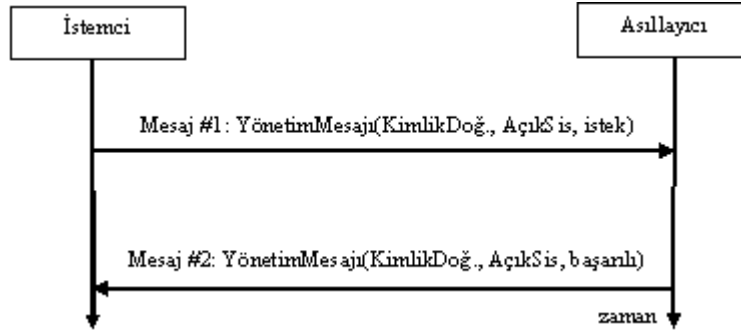 İstemci
Asıllayıcı
Mesaj #1: YönetimMesajı(KimlikDoğ., AçıkSis, istek)
Mesaj #2: YönetimMesajı(KimlikDoğ., AçıkSis, başarılı)
zaman